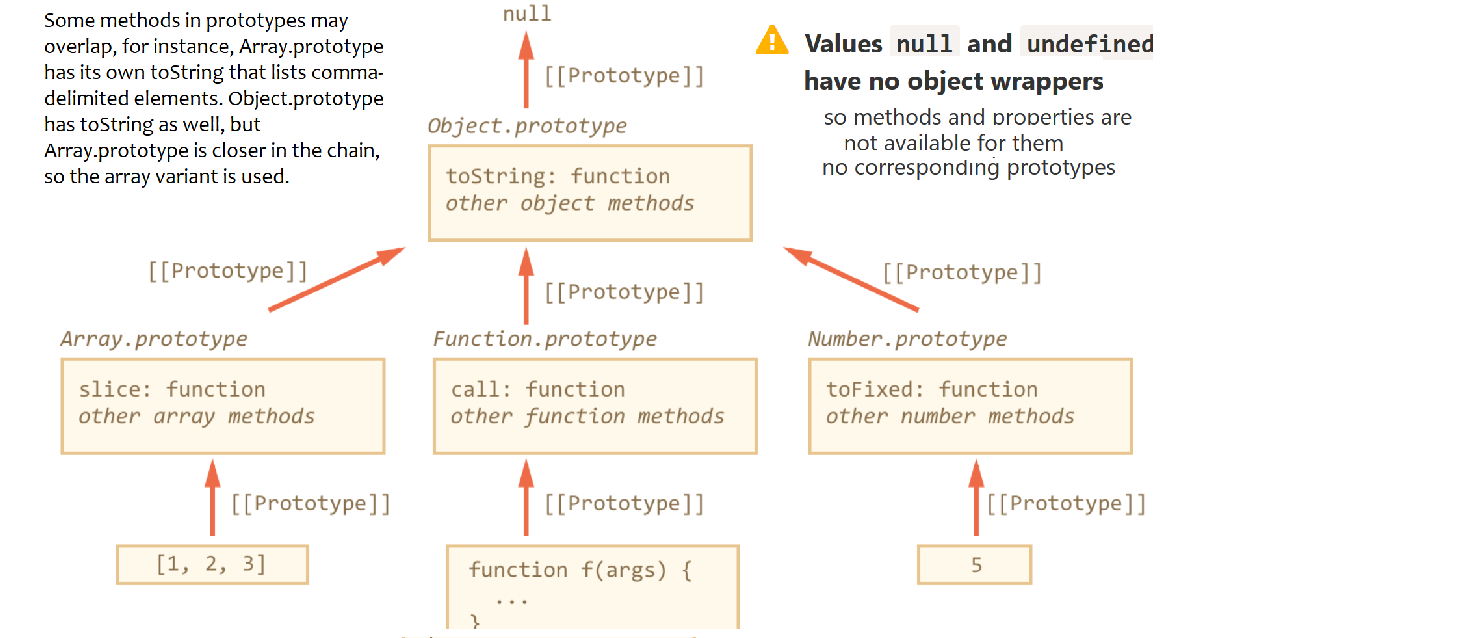 Some methods in prototypes may
overlap, for instance, Array.prototype
has its own toString that lists comma-
delimited elements. Object.prototype
has toString as well, but
Array.prototype is closer in the chain,
so the array variant is used.
null
[[Prototype]]
Values null and undefined
have no object wrappers
so methods and properties are
not available for them
no corresponding prototypes
Object.prototype
toString: function
other object methods
[[Prototype]]
[[Prototype]]
[[Prototype]]
Array.prototype
slice: function
other array methods
Function.prototype
call: function
other function methods
Number.prototype
toFixed: function
other number methods
[[Prototype]]
[[Prototype]]
[[Prototype]]
[1, 2, 3]
function f(args) {
...
}
5